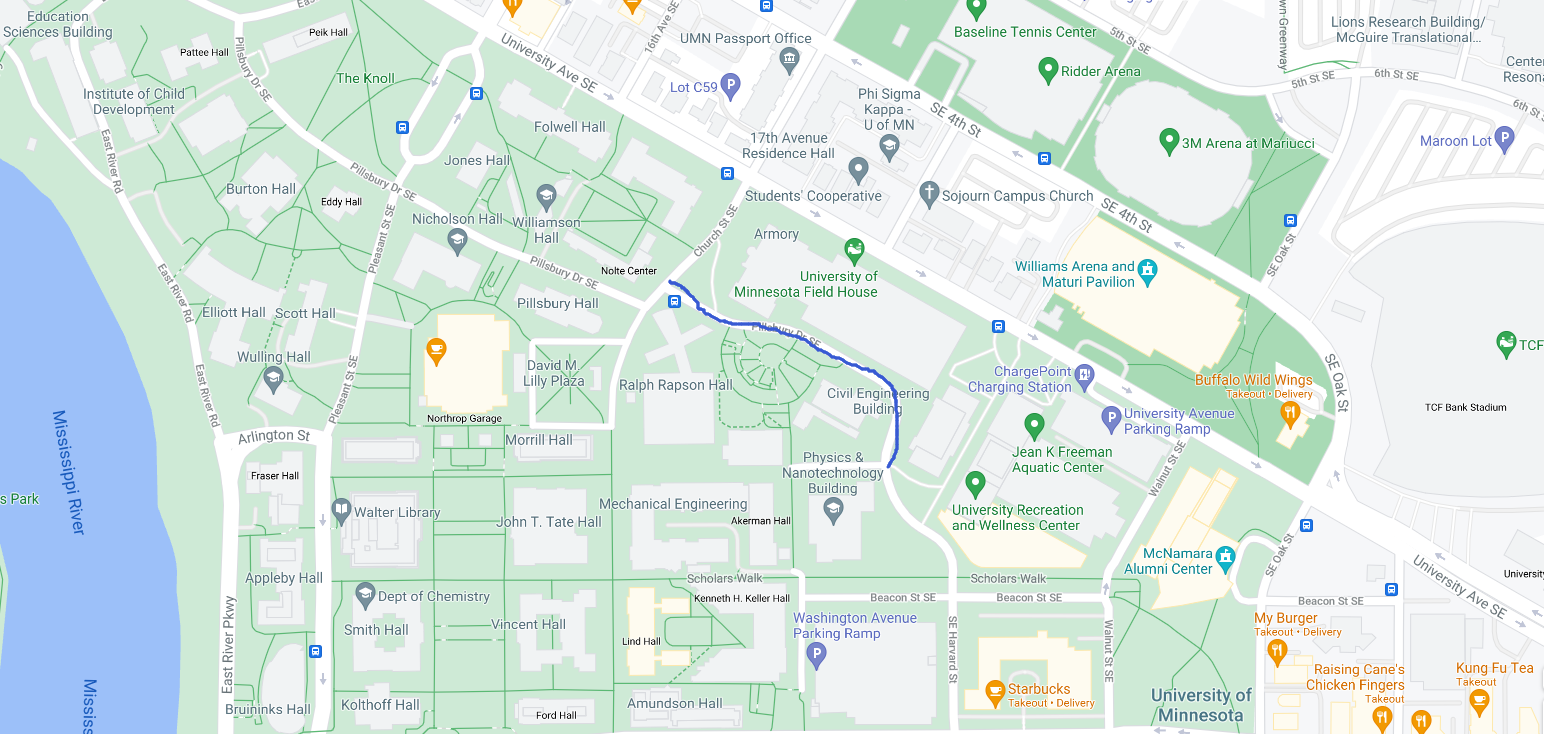 Education
Sciences Building
Peik Hall
Pattee Hall
Eas
University Ave SE
16th Ave SE
UMN Passport Office
Baseline Tennis Center
5th St SE
wn Greenway
Lions Research Building/
McGuire Translational...
The Knoll
Pillsbury Dr SE
Institute of Child
Development
Lot C59
Ridder Arena
Cente
Resona
5th St SE
6th St SE
6th St
Phi Sigma
Kappa -
U of MN
SE 4th St
Folwell Hall
17th Avenue
Residence Hall
3M Arena at Mariucci
Maroon Lot
East River Rd
Jones Hall
Pillsbury Dr SE
Burton Hall
Eddy Hall
Students' Cooperative
Sojourn Campus Church
SE 4th St
Nicholson Hall
Williamson
Hall
Church St SE
Armory
Pleasant St SE
SE Oak St
Nolte Center
Pillsbury Dr SE
University of
Minnesota Field House
Williams Arena and
Maturi Pavilion
East River Rd
Elliott Hall
Scott Hall
Pillsbury Hall
Pillsbury Dr SE
TCF
Wulling Hall
David M.
Lilly Plaza
Ralph Rapson Hall
ChargePoint
Charging Station
Buffalo Wild Wings
Takeout • Delivery
SE Oak St
Civil Engineering
Building
TCF Bank Stadium
East River Rd
Pleasant St SE
Northrop Garage
University Avenue
Parking Ramp
Arlington St
Morrill Hall
Jean K Freeman
Aquatic Center
Mississippi River
Physics &
Nanotechnology
Building
Walnut St SE
Fraser Hall
s Park
Walter Library
John T. Tate Hall
Mechanical Engineering
Akerman Hall
University Recreation
and Wellness Center
McNamara
Alumni Center
SE Oak St
University Ave SE
University
Appleby Hall
Scholars Walk
Scholars Walk
Dept of Chemistry
Kenneth H. Keller Hall
Beacon St SE
Beacon St SE
Beacon St SE
Smith Hall
Vincent Hall
Lind Hall
Washington Avenue
Parking Ramp
SE Harvard St
Walnut St SE
My Burger
Takeout • Delivery
East River Pkwy
Mississ
Raising Cane's
Chicken Fingers
Takeout
Kung Fu Tea
Takeout
Starbucks
Takeout • Delivery
University of
Minnesota
Bruininks Hall
Kolthoff Hall
Ford Hall
Amundson Hall